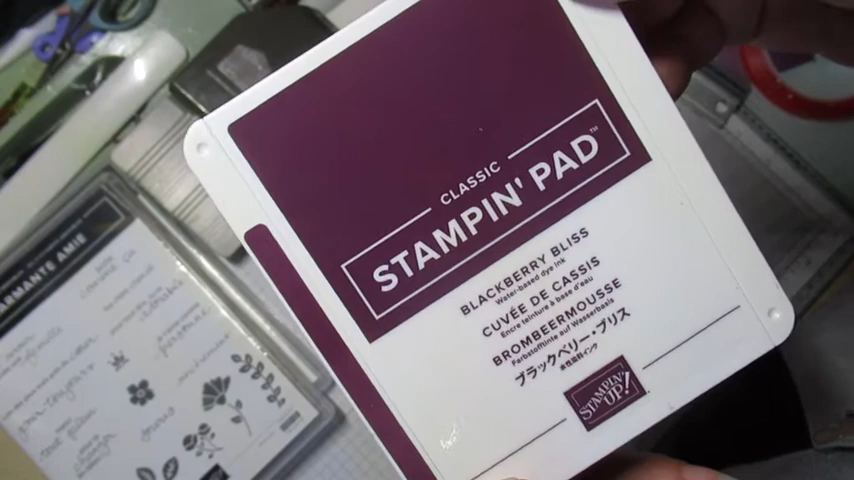 CLASSIC
STAMPIN' PAD™
BLACKBERRY BLISS
Water-based dye ink
CUVÉE DE CASSIS
Encre teinture à base d'eau
BROMBEERMOUSSE
Farbstofftinte auf Wasserbasis
ブラックベリー・ブリス
水性染料インク
STAMPIN'
UP!
ARMANTE AMIE